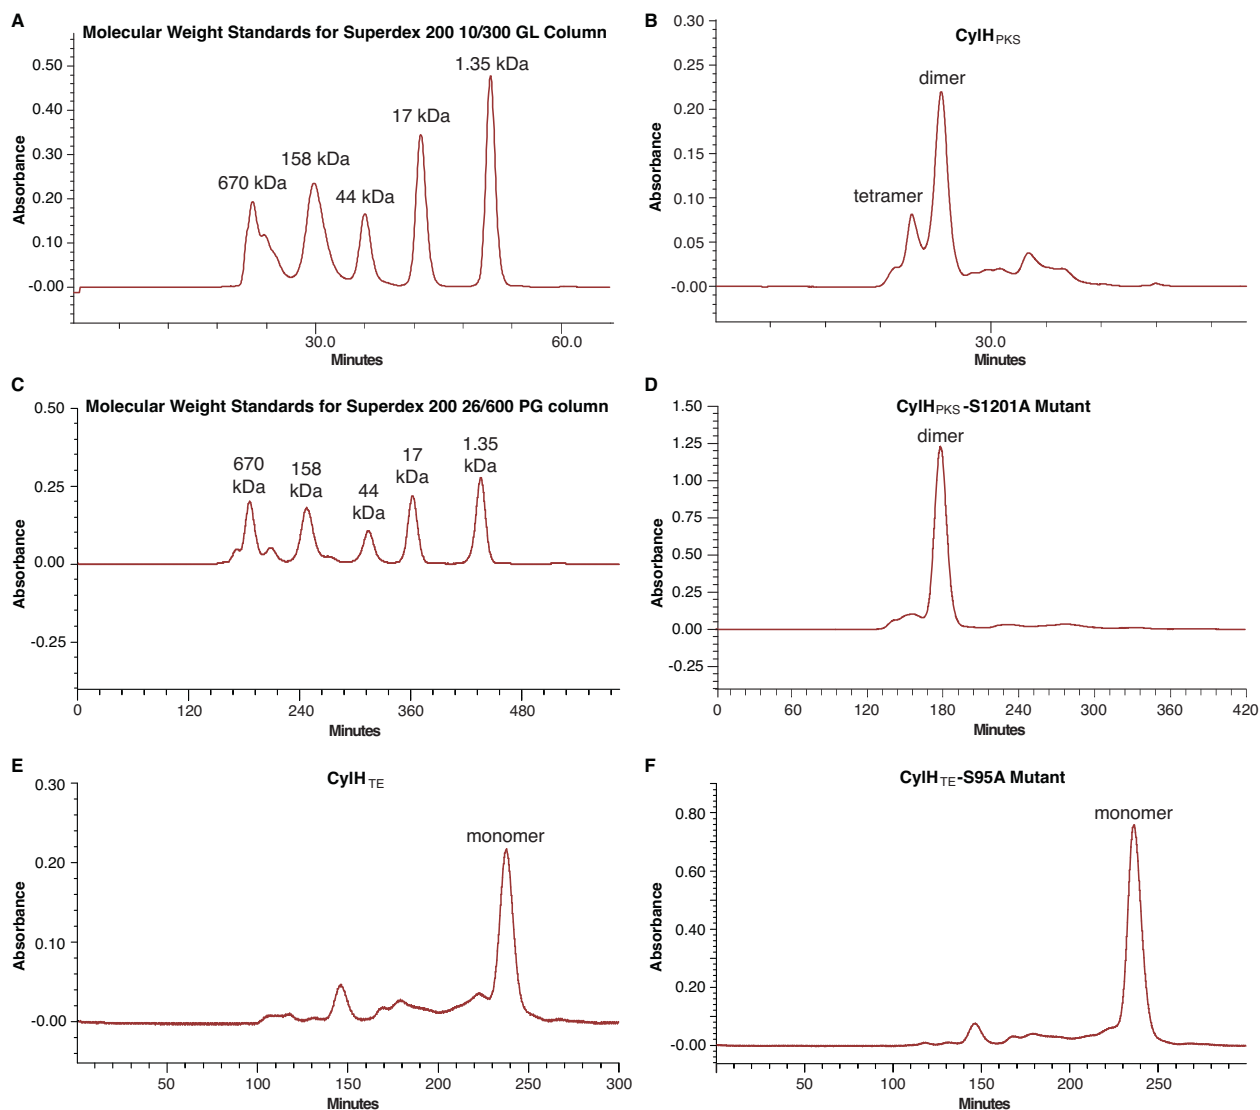 A
Molecular Weight Standards for Superdex 200 10/300 GL Column
Absorbance
0.50
0.40
0.30
0.20
0.10
-0.00
670 kDa
158 kDa
44 kDa
17 kDa
1.35 kDa
30.0
60.0
Minutes
B
CylH PKS
Absorbance
0.30
0.25
0.20
0.15
0.10
0.05
-0.00
tetramer
dimer
30.0
Minutes
C
Molecular Weight Standards for Superdex 200 26/600 PG column
Absorbance
0.50
0.25
0.00
-0.25
670
kDa
158
kDa
44
kDa
17
kDa
1.35
kDa
0
120
240
360
480
Minutes
D
CylH PKS -S1201A Mutant
Absorbance
1.50
1.25
1.00
0.75
0.50
0.25
0.00
-0.25
dimer
0
60
120
180
240
300
360
420
Minutes
E
CylH TE
Absorbance
0.30
0.20
0.10
-0.00
monomer
50
100
150
200
250
300
Minutes
F
CylH TE -S95A Mutant
Absorbance
0.80
0.60
0.40
0.20
-0.00
monomer
50
100
150
200
250
Minutes